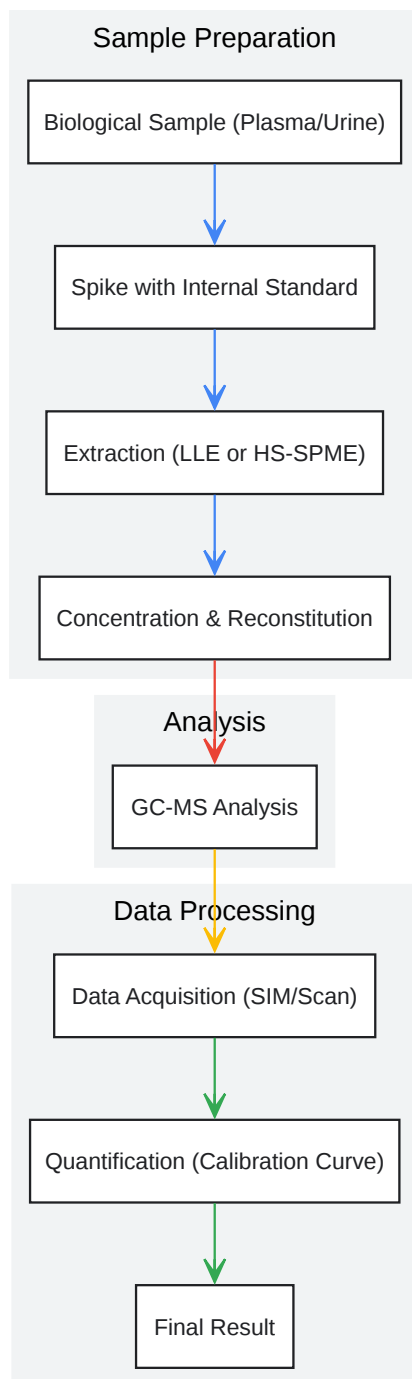 Sample Preparation
Biological Sample (Plasma/Urine)
Spike with Internal Standard
Extraction (LLE or HS-SPME)
Concentration & Reconstitution
Analysis
GC-MS Analysis
Data Processing
Data Acquisition (SIM/Scan)
Quantification (Calibration Curve)
Final Result